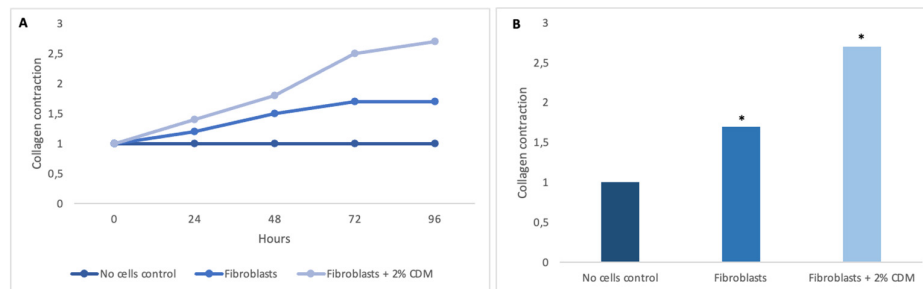 A
3
2,5
2
1,5
1
0,5
0
Collagen contraction
0 24 48 72 96
Hours
No cells control Fibroblasts Fibroblasts + 2% CDM
B
3
2,5
2
1,5
1
0,5
0
Collagen contraction
* *
No cells control Fibroblasts Fibroblasts + 2% CDM